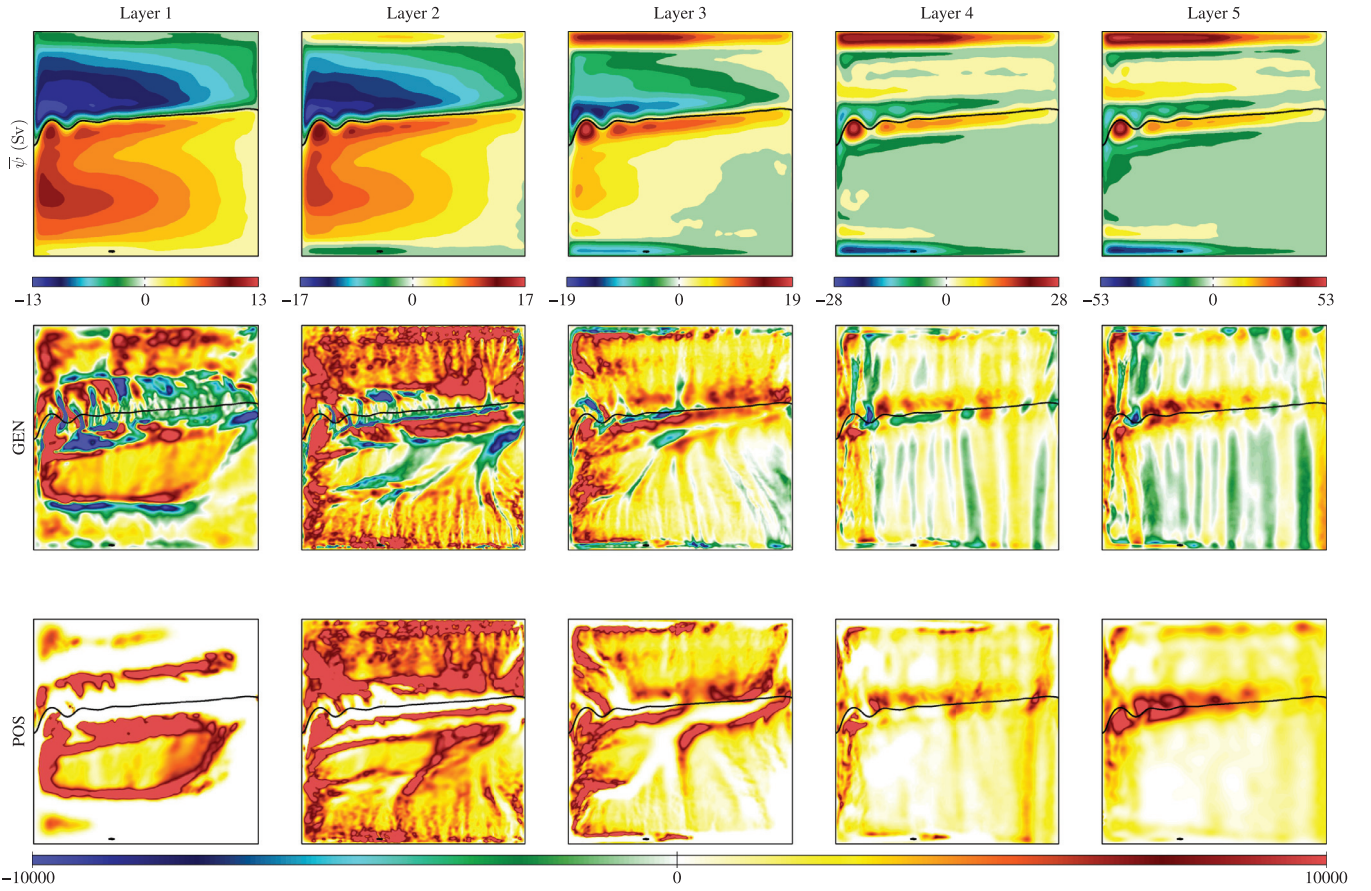 Layer 1 Layer 2 Layer 3 Layer 4 Layer 5
ψ̅ (Sv)
−13 0 13 −17 0 17 −19 0 19 −28 0 28 −53 0 53
GEN
POS
−10000 0 10000